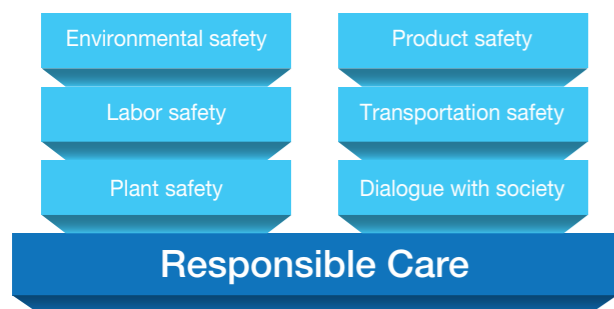 Environmental safety
Product safety
Labor safety
Transportation safety
Plant safety
Dialogue with society
Responsible Care